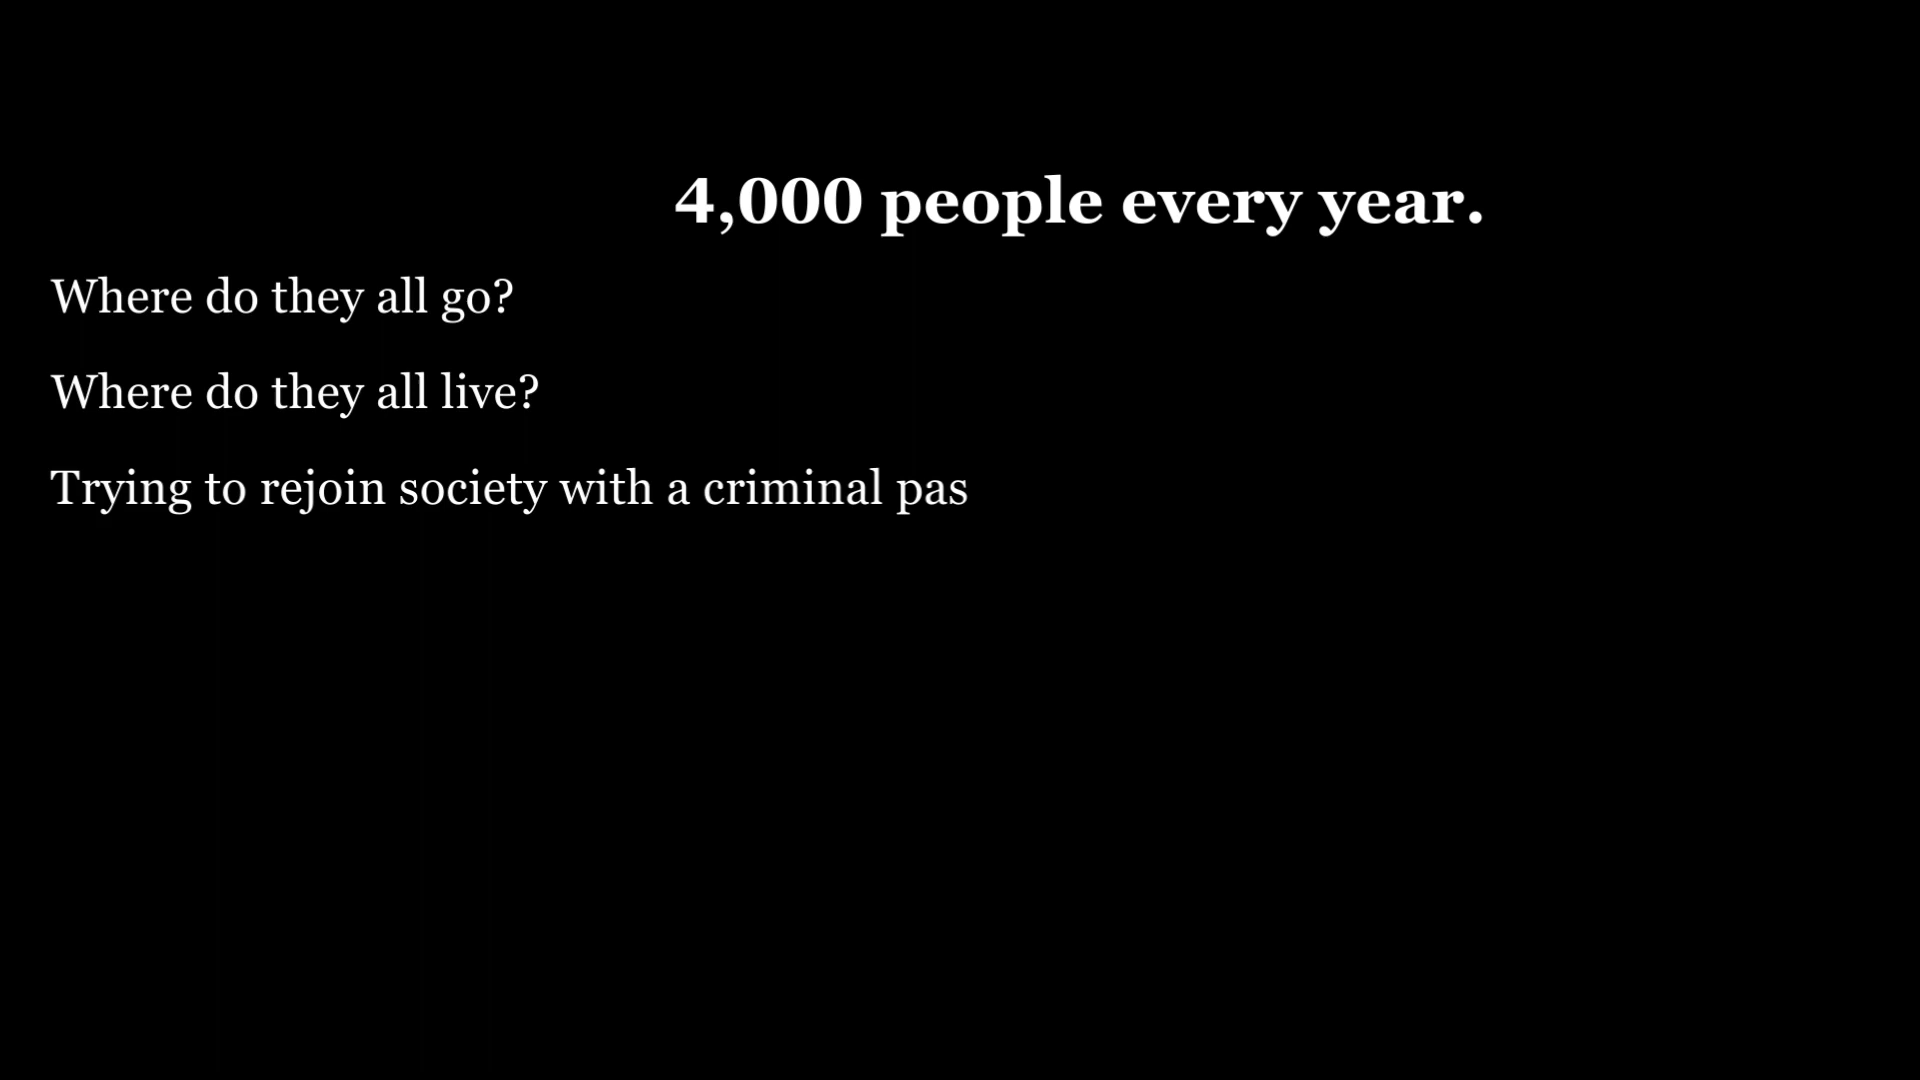 4,000 people every year.
Where do they all go?
Where do they all live?
Trying to rejoin society with a criminal pas